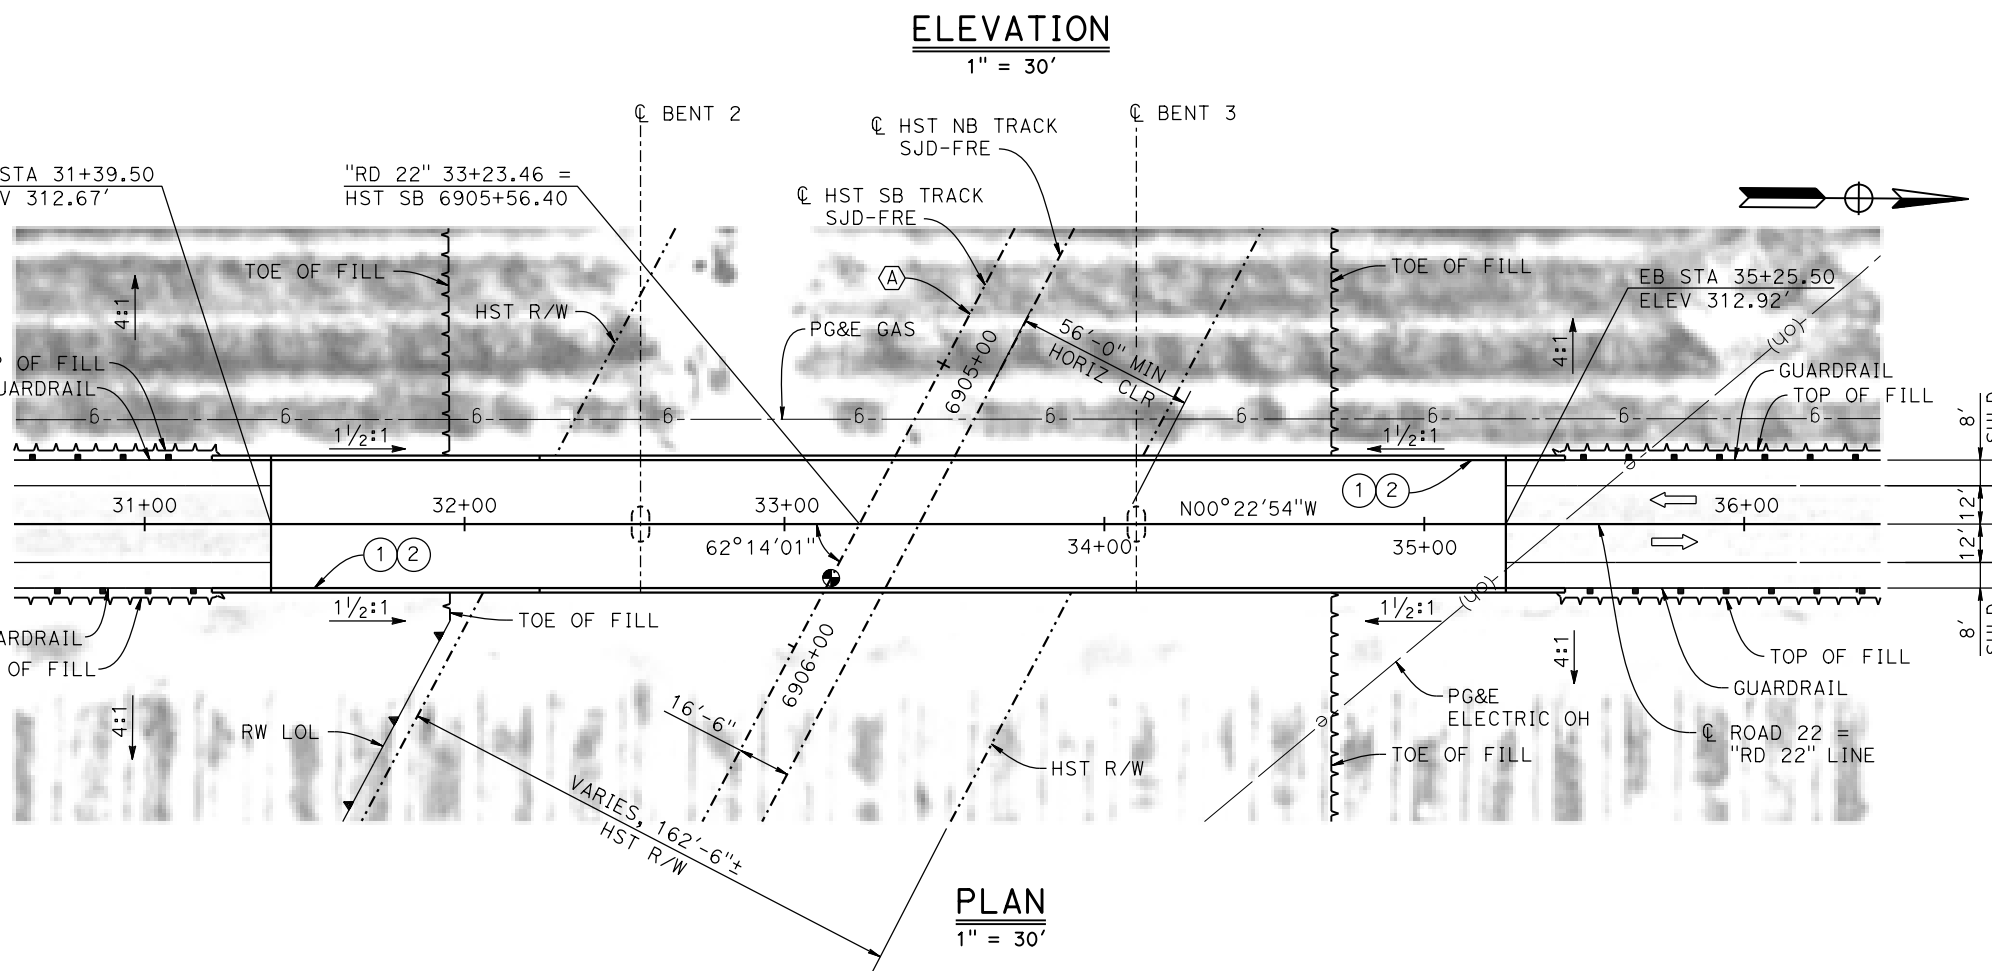 ELEVATION
1" = 30'
℄ BENT 2
℄ BENT 3
℄ HST NB TRACK
SJD-FRE
STA 31+39.50
V 312.67'
"RD 22" 33+23.46 =
HST SB 6905+56.40
℄ HST SB TRACK
SJD-FRE
TOE OF FILL
A
TOE OF FILL
EB STA 35+25.50
ELEV 312.92'
4:1
HST R/W
PG&E GAS
6905+00
56'-0" MIN
HORIZ CLR
4:1
(OH)
OF FILL
UARDRAIL
GUARDRAIL
TOP OF FILL
8'
G G G G G G G G G G
1½:1
1½:1
e
31+00
32+00
33+00
N00°22'54"W
1 2
36+00
12'
12'
62°14'01"
34+00
35+00
1 2
1½:1
TOE OF FILL
1½:1
(OH)
8'
ARDRAIL
OF FILL
6906+00
4:1
TOP OF FILL
GUARDRAIL
4:1
RW LOL
16'-6"
PG&E
ELECTRIC OH
e
℄ ROAD 22 =
"RD 22" LINE
TOE OF FILL
HST R/W
VARIES, 162'-6"±
HST R/W
PLAN
1" = 30'